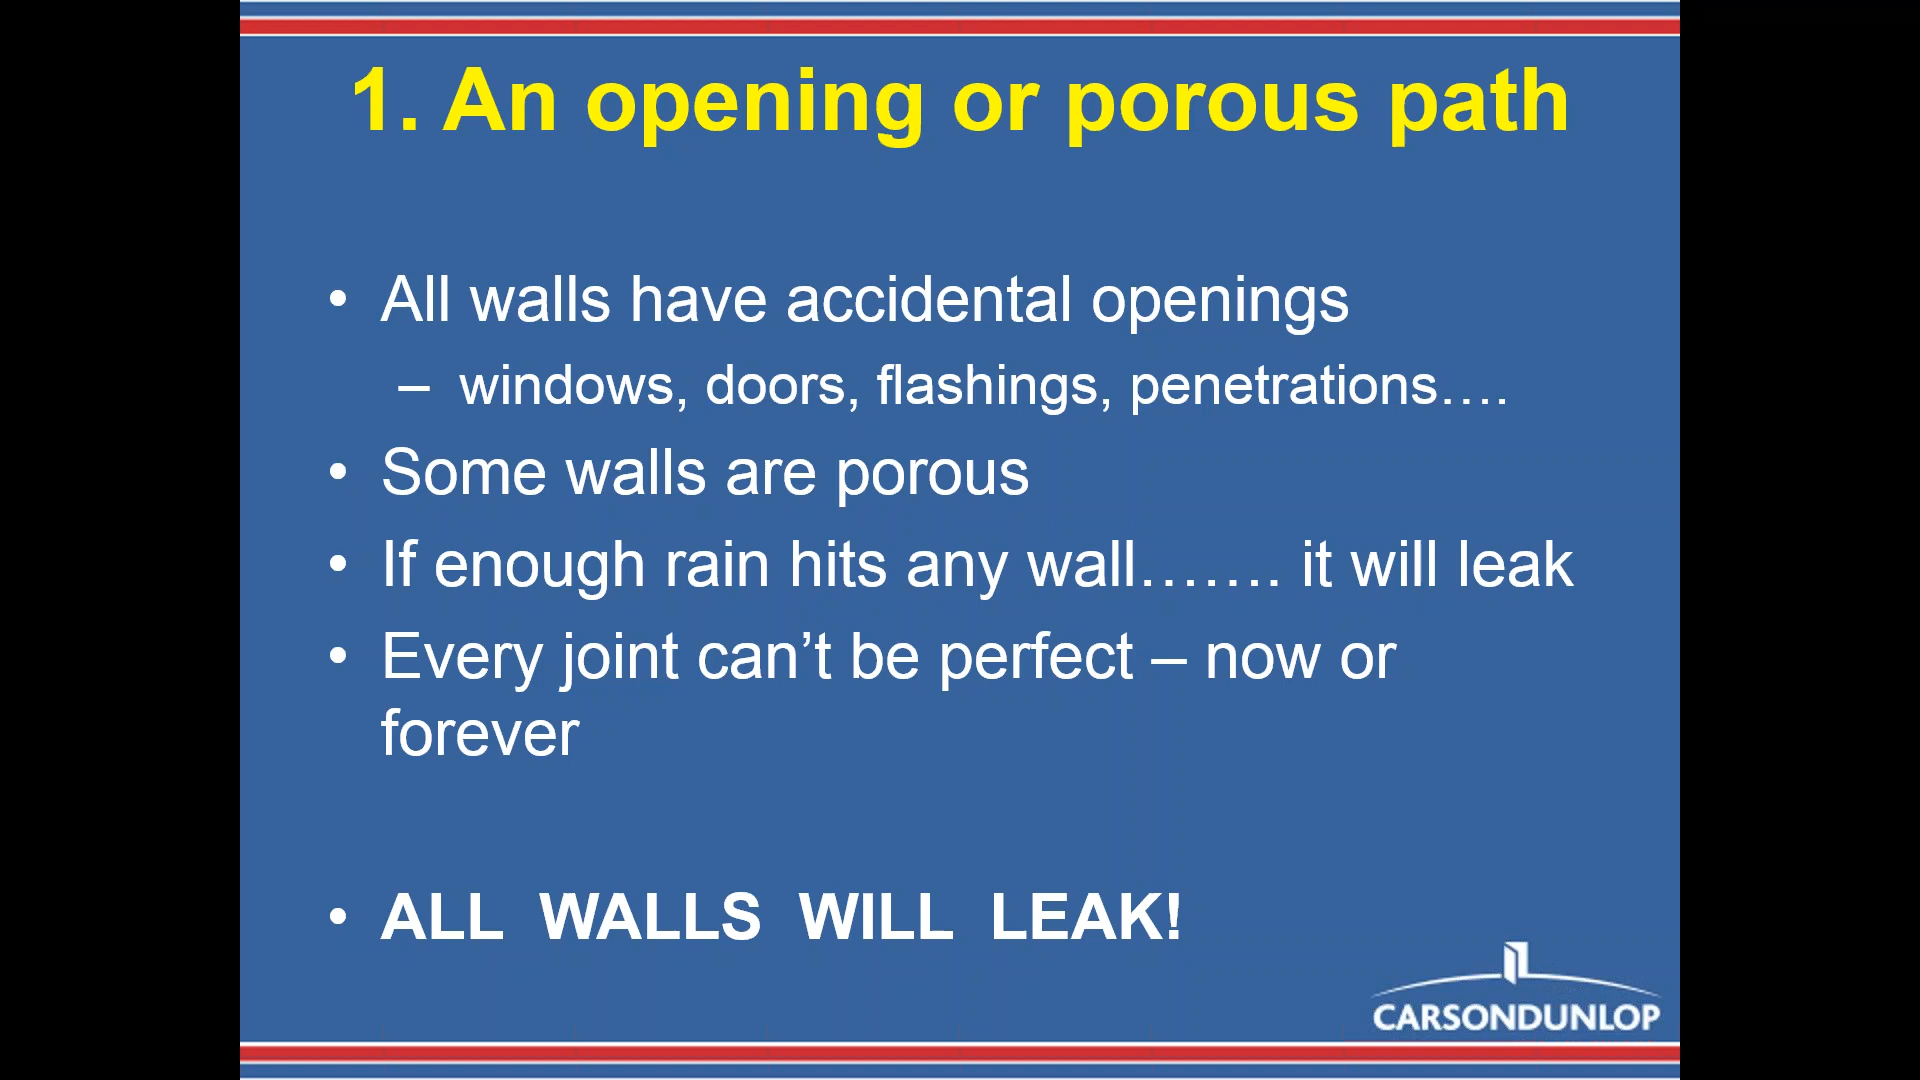 1. An opening or porous path
• All walls have accidental openings
– windows, doors, flashings, penetrations….
• Some walls are porous
• If enough rain hits any wall……. it will leak
• Every joint can’t be perfect – now or
forever
• ALL WALLS WILL LEAK!
CARSONDUNLOP